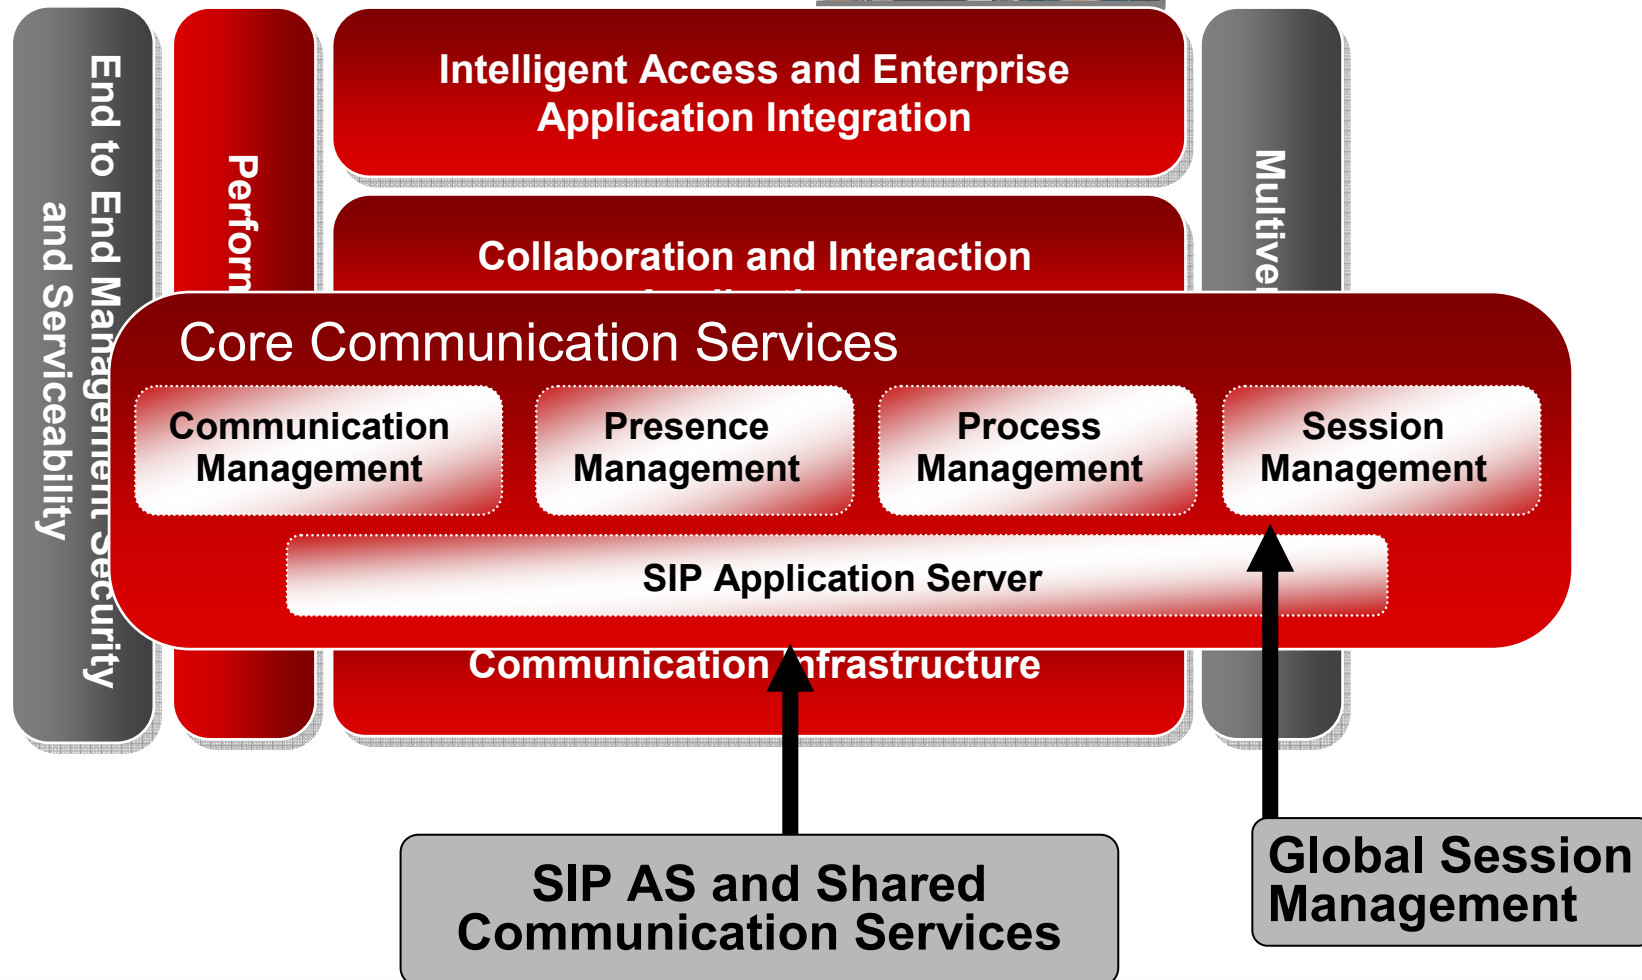 End to End Management Security
and Serviceability
Intelligent Access and Enterprise
Application Integration
Collaboration and Interaction
Core Communication Services
Communication
Management
Presence
Management
Process
Management
Session
Management
SIP Application Server
Communication Infrastructure
SIP AS and Shared
Communication Services
Global Session
Management